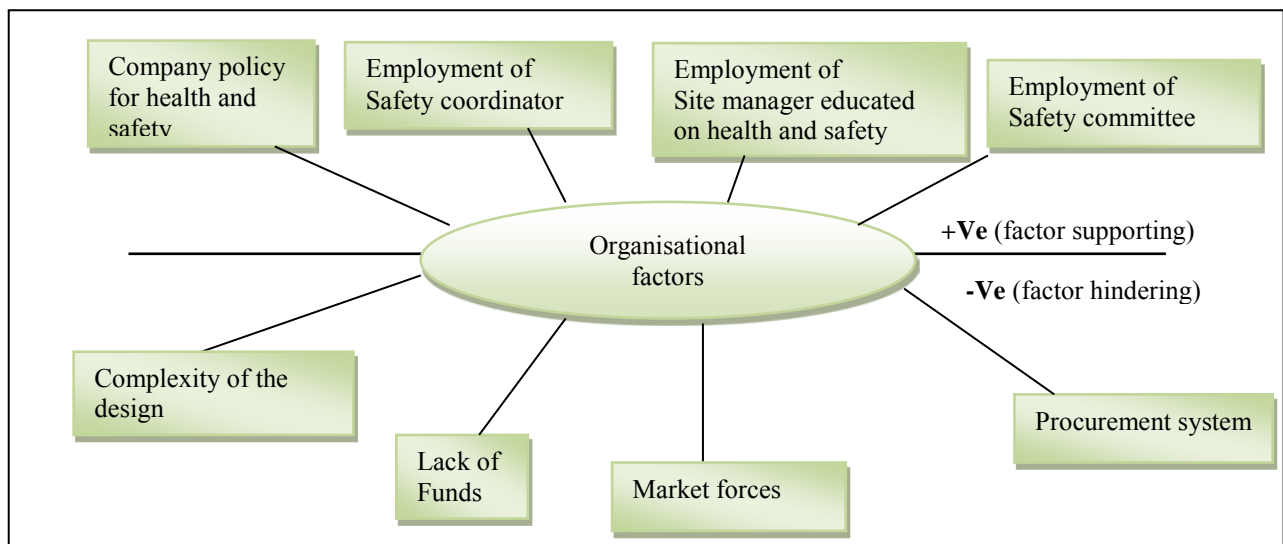 Company policy
for health and
safety
Employment of
Safety coordinator
Employment of
Site manager educated
on health and safety
Employment of
Safety committee
Organisational
factors
+Ve (factor supporting)
-Ve (factor hindering)
Complexity of the
design
Lack of
Funds
Market forces
Procurement system